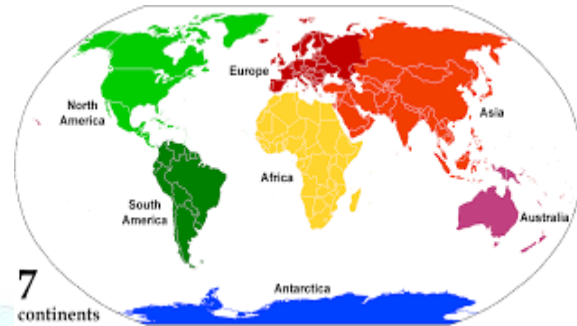 Europe
North
America
Asia
Africa
South
America
Australia
Antarctica
7
continents